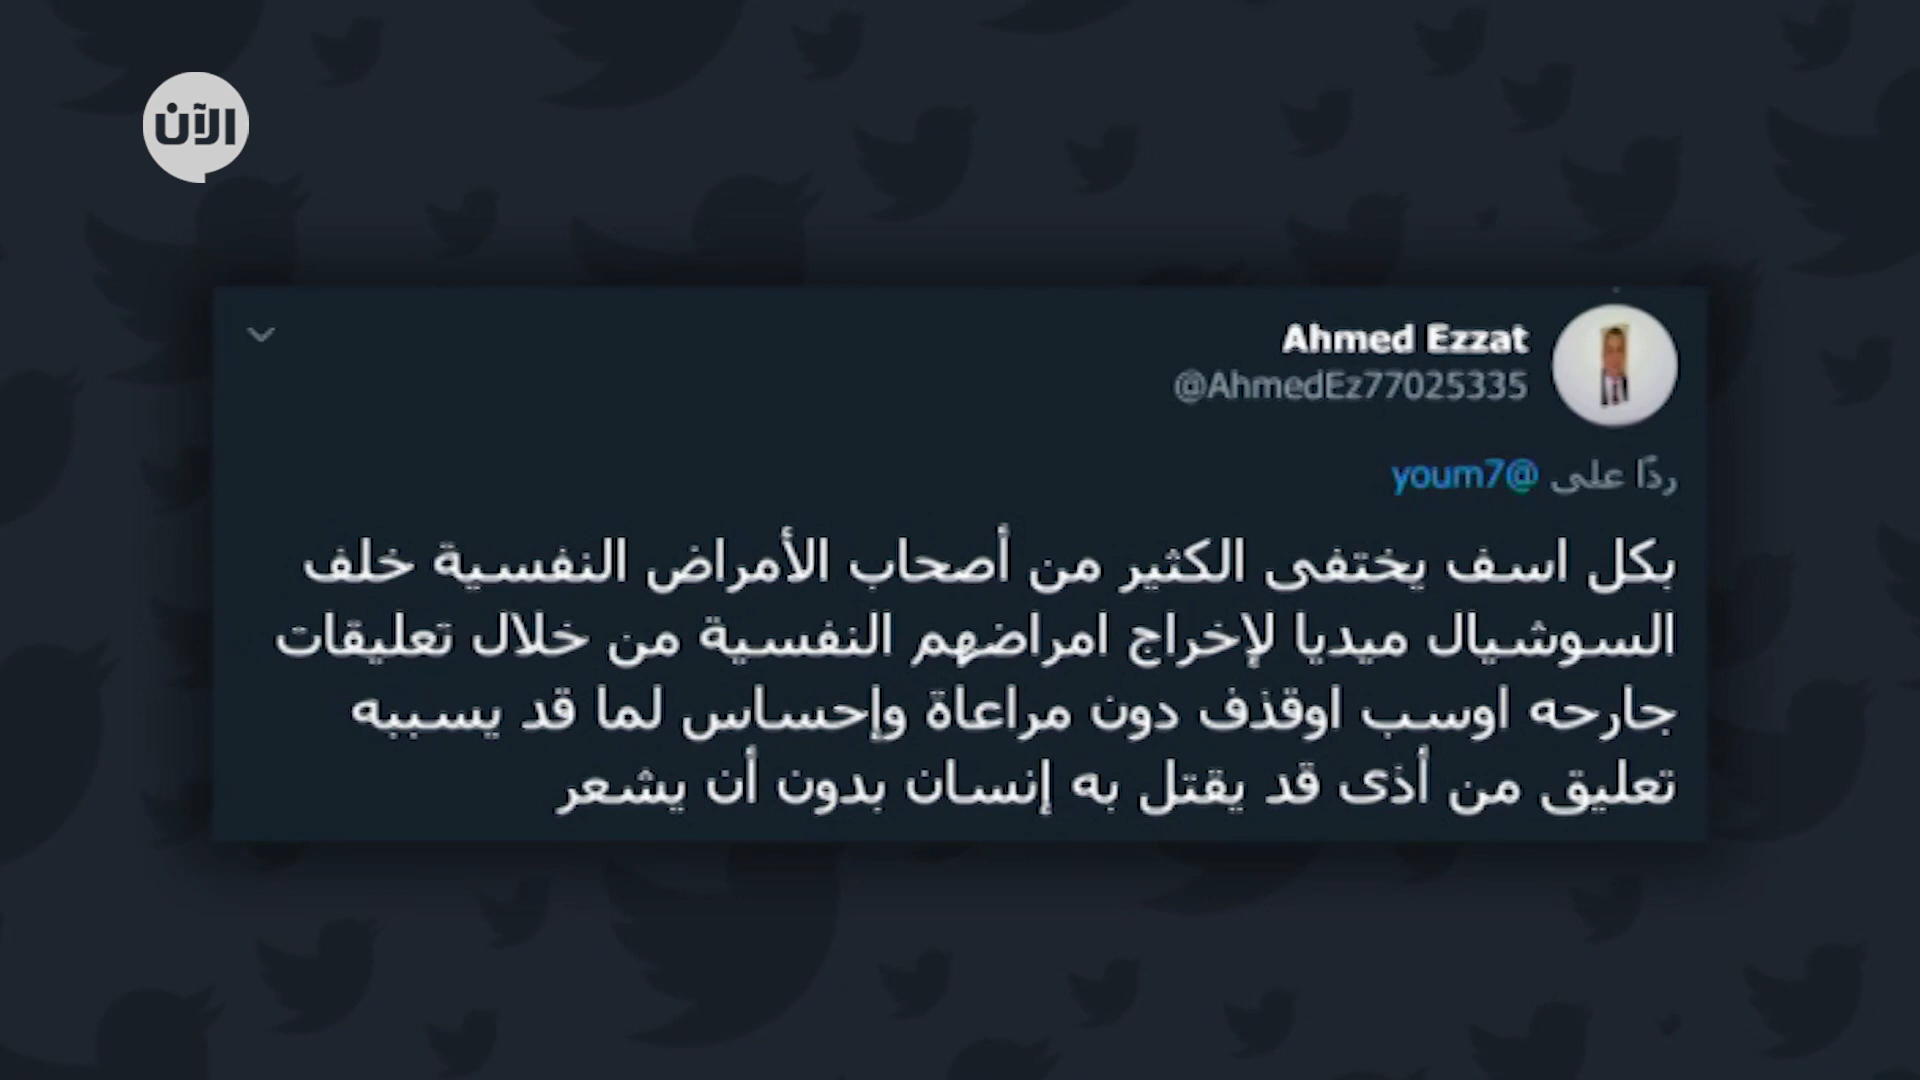 الآن
Ahmed Ezzat
@AhmedEz77025335
ردًا على @youm7
بكل اسف يختفى الكثير من أصحاب الأمراض النفسية خلف
السوشيال ميديا لإخراج امراضهم النفسية من خلال تعليقات
جارحه اوسب اوقذف دون مراعاة وإحساس لما قد يسببه
تعليق من أذى قد يقتل به إنسان بدون أن يشعر